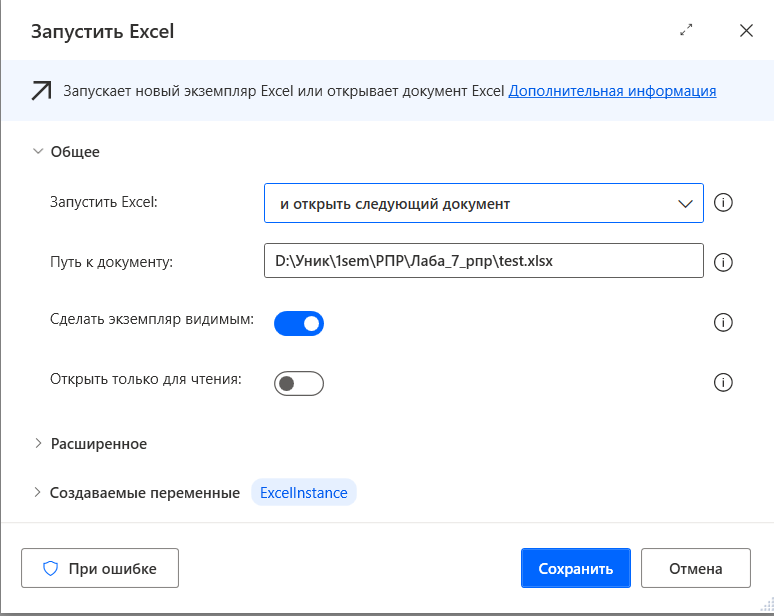 Запустить Excel
Запускает новый экземпляр Excel или открывает документ Excel Дополнительная информация
Общее
Запустить Excel:
и открыть следующий документ
Путь к документу:
D:\Уник\1sem\РПР\Лаба_7_рпр\test.xlsx
Сделать экземпляр видимым:
Открыть только для чтения:
Расширенное
Создаваемые переменные ExcelInstance
При ошибке
Сохранить
Отмена